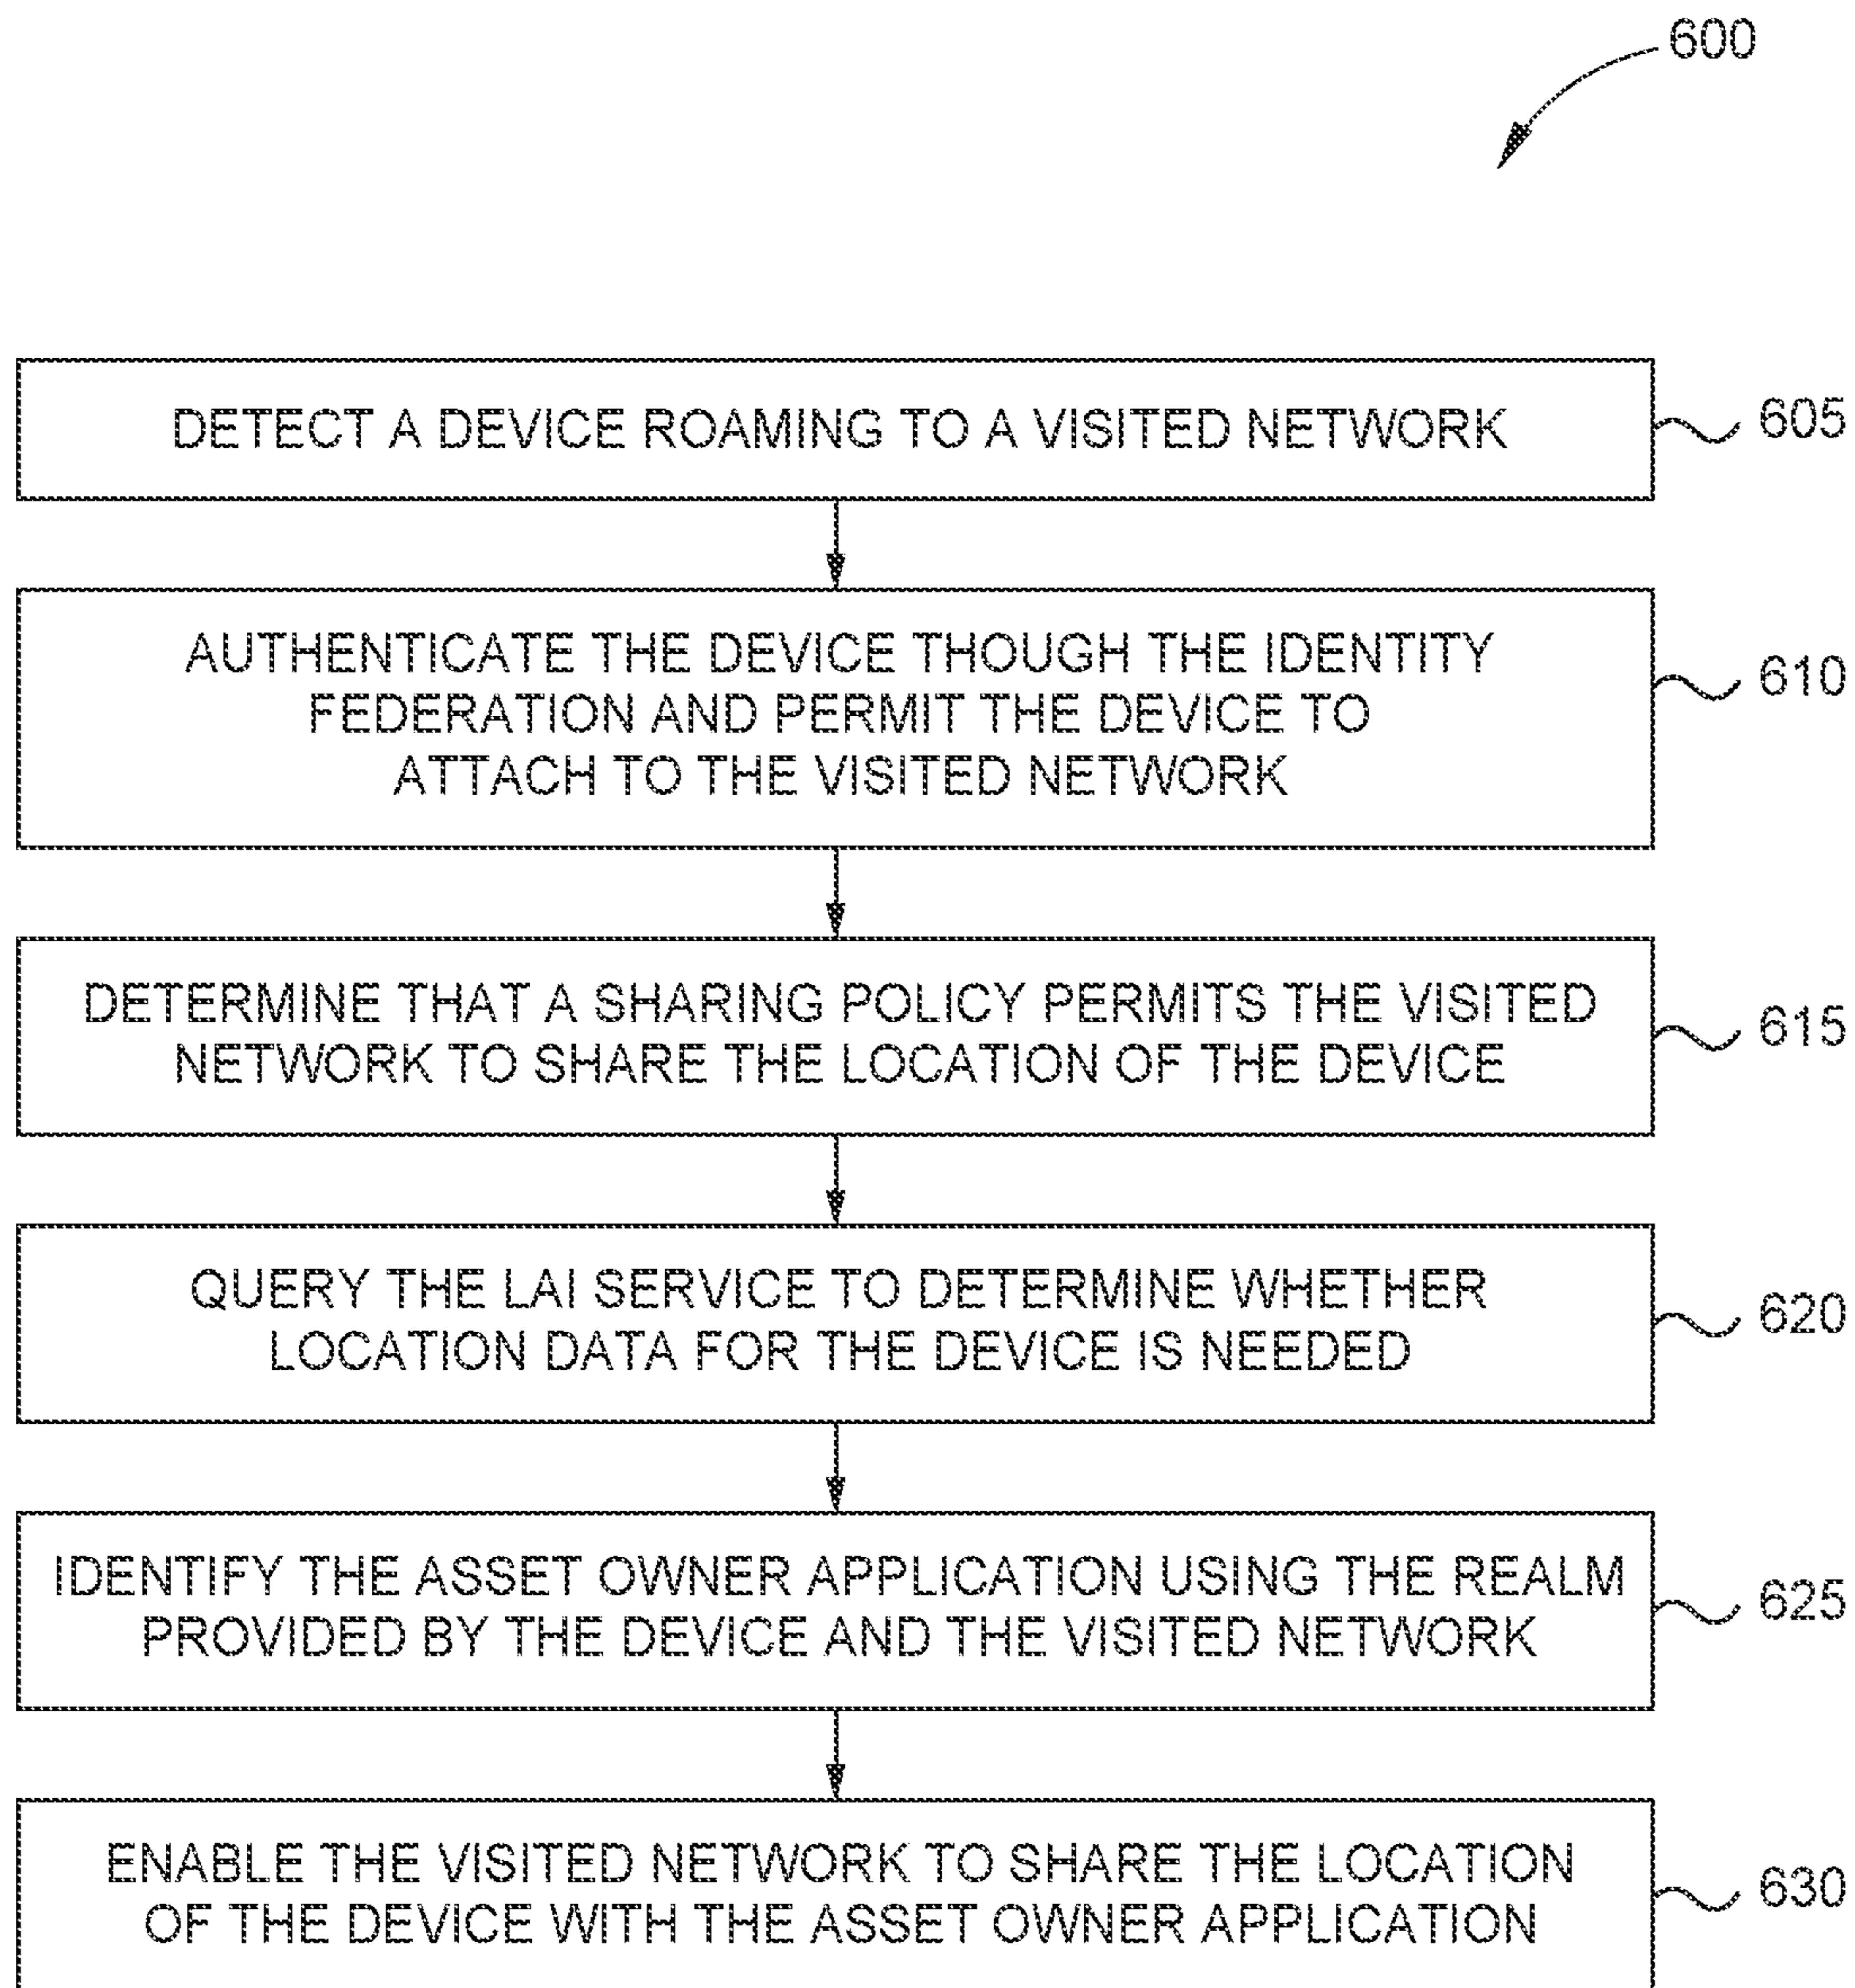 600
DETECT A DEVICE ROAMING TO A VISITED NETWORK
605
AUTHENTICATE THE DEVICE THOUGH THE IDENTITY
FEDERATION AND PERMIT THE DEVICE TO
ATTACH TO THE VISITED NETWORK
610
DETERMINE THAT A SHARING POLICY PERMITS THE VISITED
NETWORK TO SHARE THE LOCATION OF THE DEVICE
615
QUERY THE LAI SERVICE TO DETERMINE WHETHER
LOCATION DATA FOR THE DEVICE IS NEEDED
620
IDENTIFY THE ASSET OWNER APPLICATION USING THE REALM
PROVIDED BY THE DEVICE AND THE VISITED NETWORK
625
ENABLE THE VISITED NETWORK TO SHARE THE LOCATION
OF THE DEVICE WITH THE ASSET OWNER APPLICATION
630